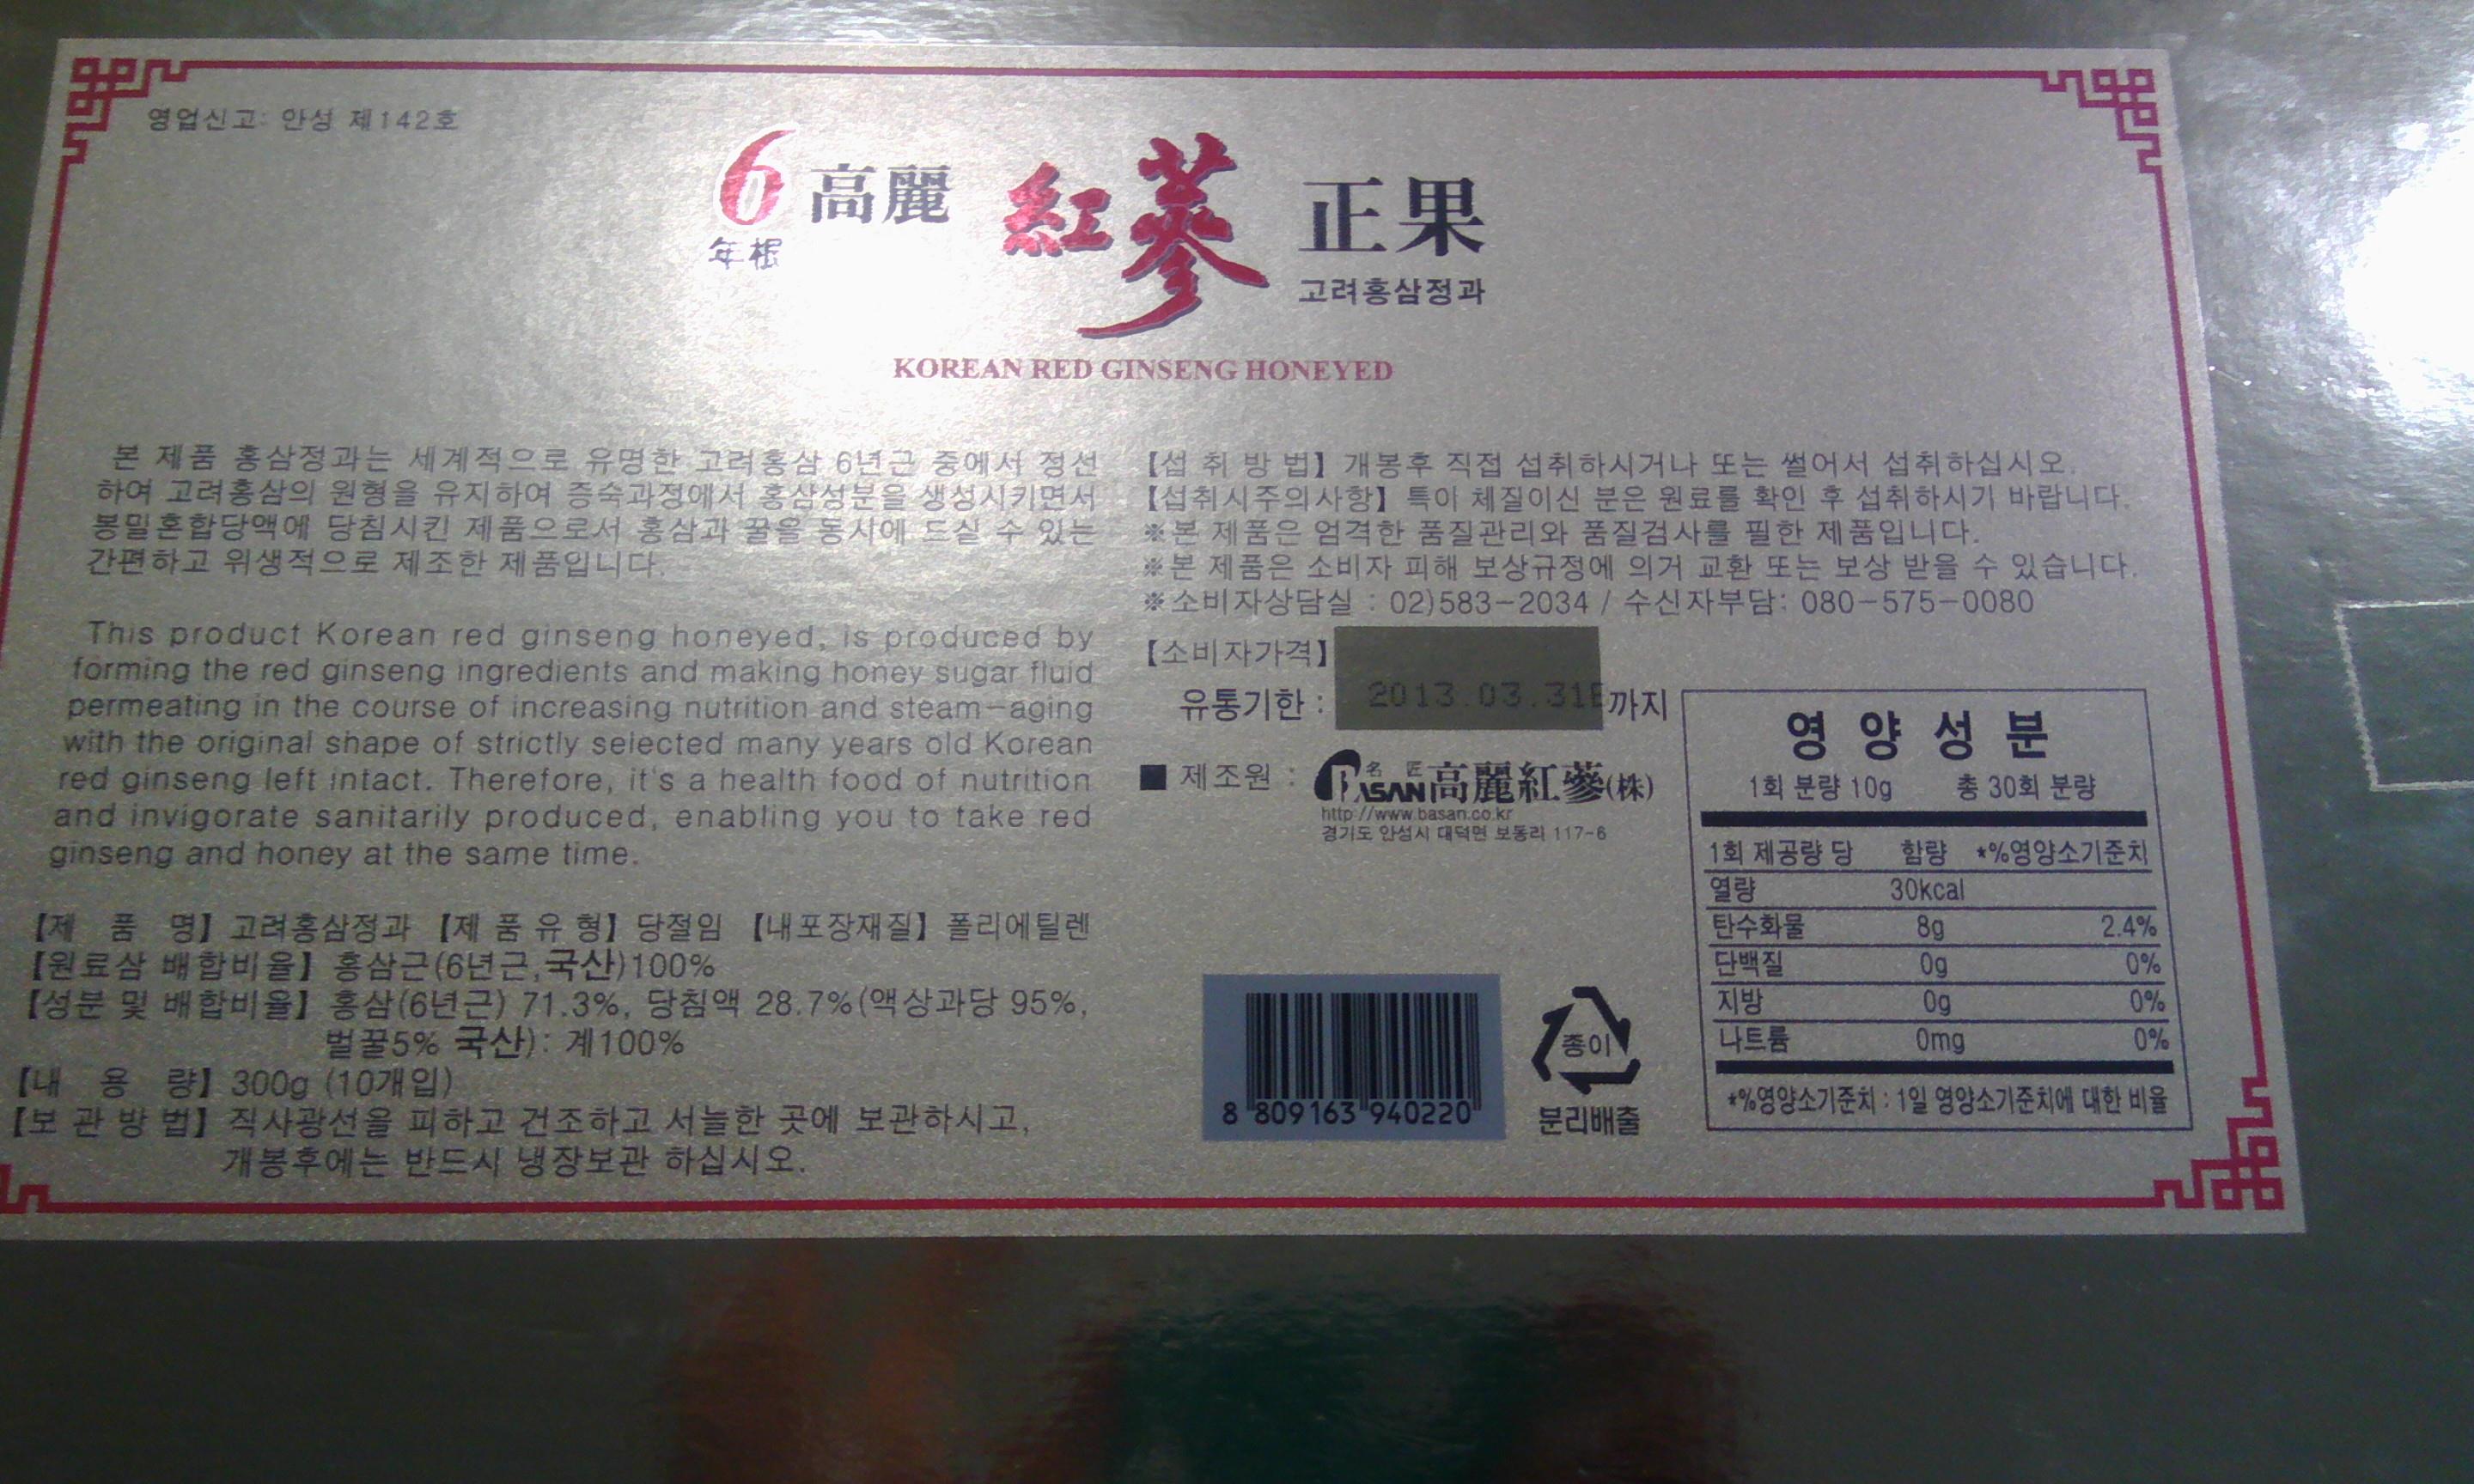 영업신고: 안성 제142호
6 高麗 紅蔘 正果
年根
고려홍삼정과
KOREAN RED GINSENG HONEYED
본 제품 홍삼정과는 세계적으로 유명한 고려홍삼 6년근 중에서 정선
하여 고려홍삼의 원형을 유지하여 증숙과정에서 홍삼성분을 생성시키면서
봉밀혼합당액에 당침시킨 제품으로서 홍삼과 꿀을 동시에 드실 수 있는
간편하고 위생적으로 제조한 제품입니다.
This product Korean red ginseng honeyed, is produced by
forming the red ginseng ingredients and making honey sugar fluid
permeating in the course of increasing nutrition and steam-aging
with the original shape of strictly selected many years old Korean
red ginseng left intact. Therefore, it's a health food of nutrition
and invigorate sanitarily produced, enabling you to take red
ginseng and honey at the same time.
【제 품 명】 고려홍삼정과 【제 품 유 형】 당절임 【내포장재질】 폴리에틸렌
【원료삼 배합비율】 홍삼근(6년근,국산)100%
【성분 및 배합비율】 홍삼(6년근) 71.3%, 당침액 28.7%(액상과당 95%,
벌꿀5% 국산): 계100%
【내 용 량】 300g (10개입)
【보 관 방 법】 직사광선을 피하고 건조하고 서늘한 곳에 보관하시고,
개봉후에는 반드시 냉장보관 하십시오.
【섭 취 방 법】 개봉후 직접 섭취하시거나 또는 썰어서 섭취하십시오.
【섭취시주의사항】 특이 체질이신 분은 원료를 확인 후 섭취하시기 바랍니다.
※본 제품은 엄격한 품질관리와 품질검사를 필한 제품입니다.
※본 제품은 소비자 피해 보상규정에 의거 교환 또는 보상 받을 수 있습니다.
※소비자상담실 : 02)583-2034 / 수신자부담: 080-575-0080
【소비자가격】
유통기한 : 2013.03.31까지
■ 제조원 : 名匠 BASAN 高麗紅蔘(株)
http://www.basan.co.kr
경기도 안성시 대덕면 보동리 117-6
8 809163 940220
종이
분리배출
영 양 성 분
1회 분량 10g 총 30회 분량
1회 제공량 당 함량 *%영양소기준치
열량 30kcal
탄수화물 8g 2.4%
단백질 0g 0%
지방 0g 0%
나트륨 0mg 0%
*%영양소기준치 : 1일 영양소기준치에 대한 비율